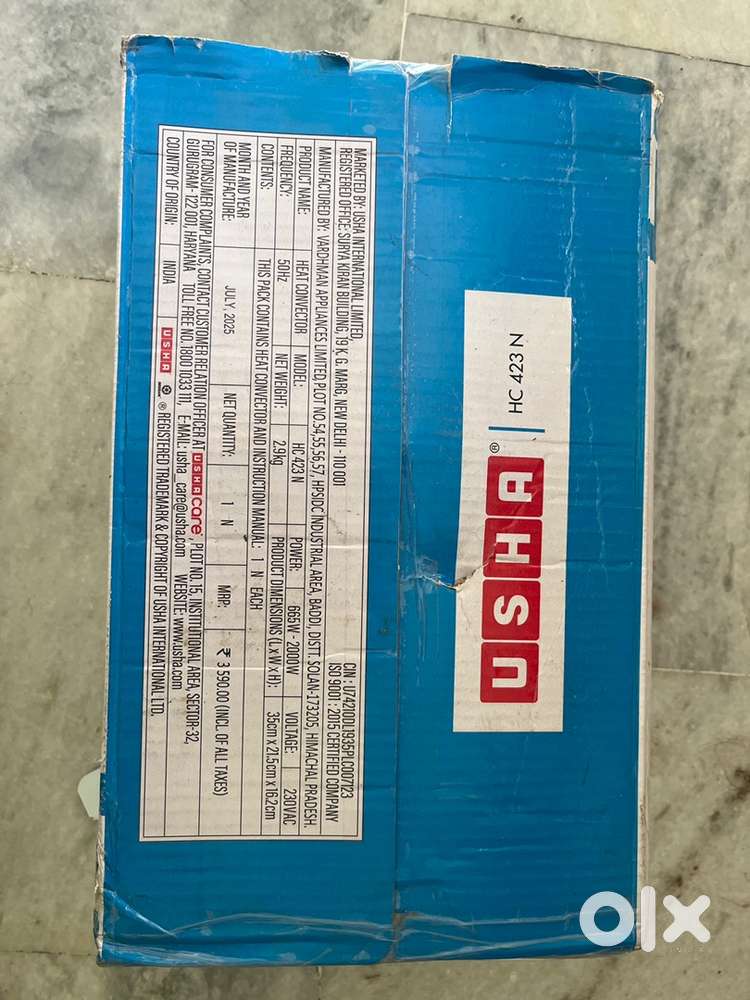 USHA® | HC 423 N
MARKETED BY: USHA INTERNATIONAL LIMITED, CIN : U74210DL1935PLC007723
REGISTERED OFFICE: SURYA KIRAN BUILDING, 19 K. G. MARG, NEW DELHI -110 001 ISO 9001 : 2015 CERTIFIED COMPANY
MANUFACTURED BY: VARDHMAN APPLIANCES LIMITED, PLOT NO.54,55,56,57, HPSIDC INDUSTRIAL AREA, BADDI, DISTT. SOLAN-173205, HIMACHAL PRADESH.
PRODUCT NAME: HEAT CONVECTOR MODEL: HC 423 N POWER: 665W - 2000W VOLTAGE: 230VAC
FREQUENCY: 50Hz NET WEIGHT: 2.9kg PRODUCT DIMENSIONS (LxWxH): 35cm x 21.5cm x 16.2cm
CONTENTS: THIS PACK CONTAINS HEAT CONVECTOR AND INSTRUCTION MANUAL: 1 N EACH
MONTH AND YEAR
OF MANUFACTURE: JULY, 2025 NET QUANTITY: 1 N MRP: ₹ 3 590.00 (INCL. OF ALL TAXES)
FOR CONSUMER COMPLAINTS, CONTACT CUSTOMER RELATION OFFICER AT USHA care, PLOT NO. 15, INSTITUTIONAL AREA, SECTOR-32,
GURUGRAM - 122 001, HARYANA TOLL FREE NO. 1800 1033 111, E-MAIL: usha_care@usha.com WEBSITE: www.usha.com
COUNTRY OF ORIGIN: INDIA USHA ® REGISTERED TRADEMARK & COPYRIGHT OF USHA INTERNATIONAL LTD.
olx